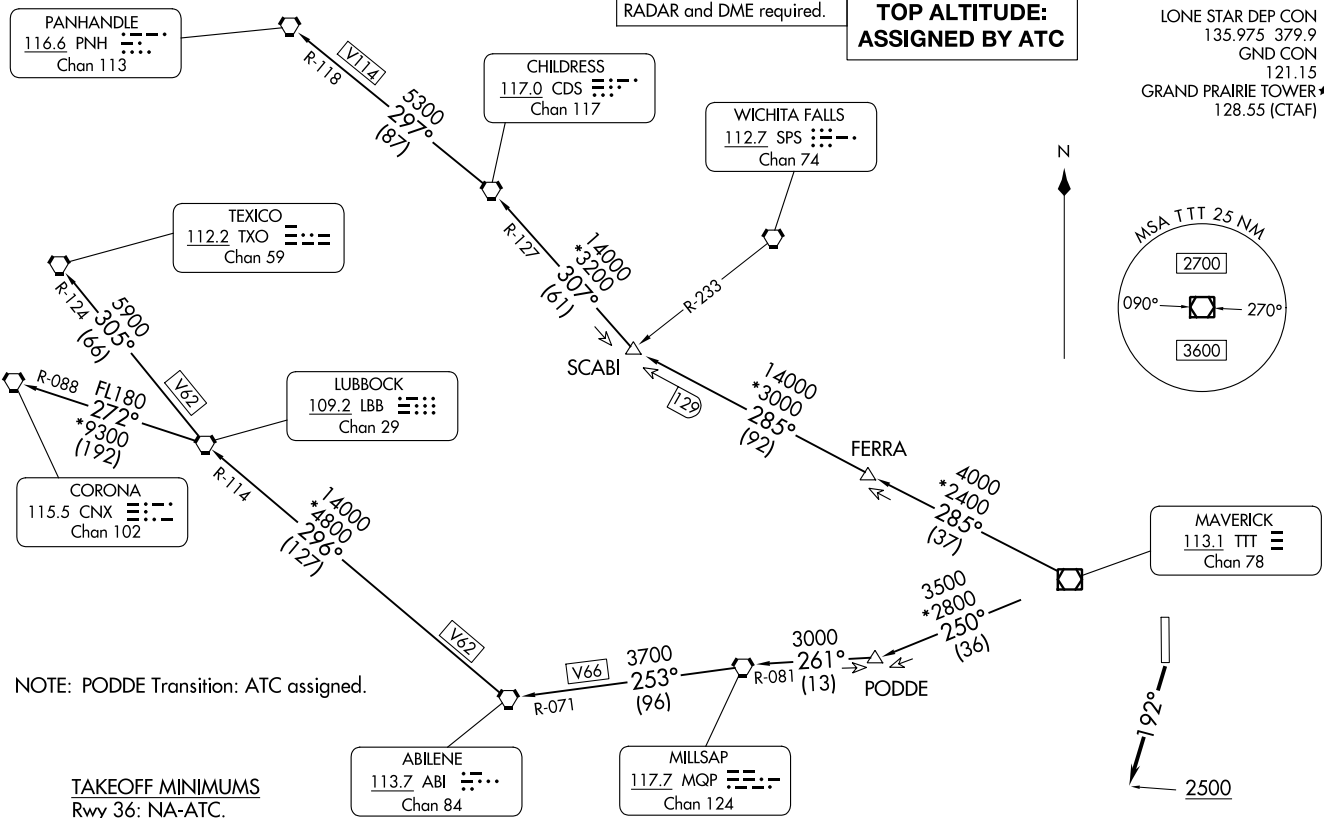 RADAR and DME required.
TOP ALTITUDE:
ASSIGNED BY ATC
LONE STAR DEP CON
135.975 379.9
GND CON
121.15
GRAND PRAIRIE TOWER★
128.55 (CTAF)
PANHANDLE
116.6 PNH
Chan 113
R-118
V114
5300
297°
(87)
CHILDRESS
117.0 CDS
Chan 117
WICHITA FALLS
112.7 SPS
Chan 74
N
MSA TTT 25 NM
2700
090°
270°
3600
TEXICO
112.2 TXO
Chan 59
R-127
14000
*3200
307°
(61)
R-233
SCABI
129
R-124
5900
305°
(66)
V62
R-088
FL180
272°
*9300
(192)
LUBBOCK
109.2 LBB
Chan 29
14000
*3000
285°
(92)
FERRA
4000
*2400
285°
(37)
CORONA
115.5 CNX
Chan 102
R-114
14000
*4800
296°
(127)
V62
MAVERICK
113.1 TTT
Chan 78
3500
*2800
250°
(36)
NOTE: PODDE Transition: ATC assigned.
V66
3700
253°
(96)
R-071
3000
261°
(13)
R-081
PODDE
192°
2500
ABILENE
113.7 ABI
Chan 84
MILLSAP
117.7 MQP
Chan 124
TAKEOFF MINIMUMS
Rwy 36: NA-ATC.